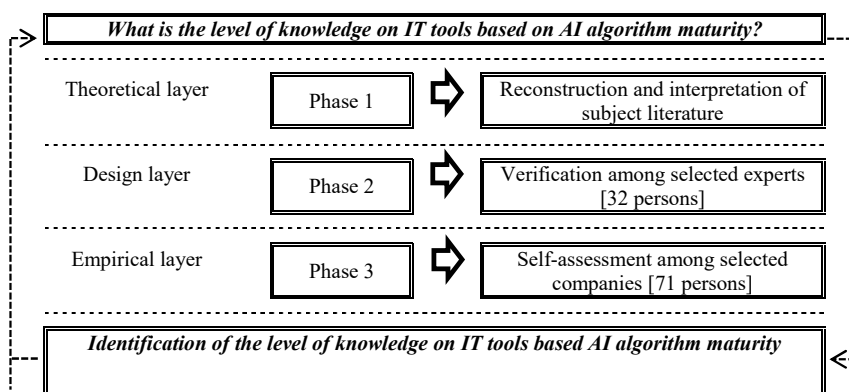 What is the level of knowledge on IT tools based on AI algorithm maturity?
Theoretical layer
Phase 1
Reconstruction and interpretation of
subject literature
Design layer
Phase 2
Verification among selected experts
[32 persons]
Empirical layer
Phase 3
Self-assessment among selected
companies [71 persons]
Identification of the level of knowledge on IT tools based AI algorithm maturity